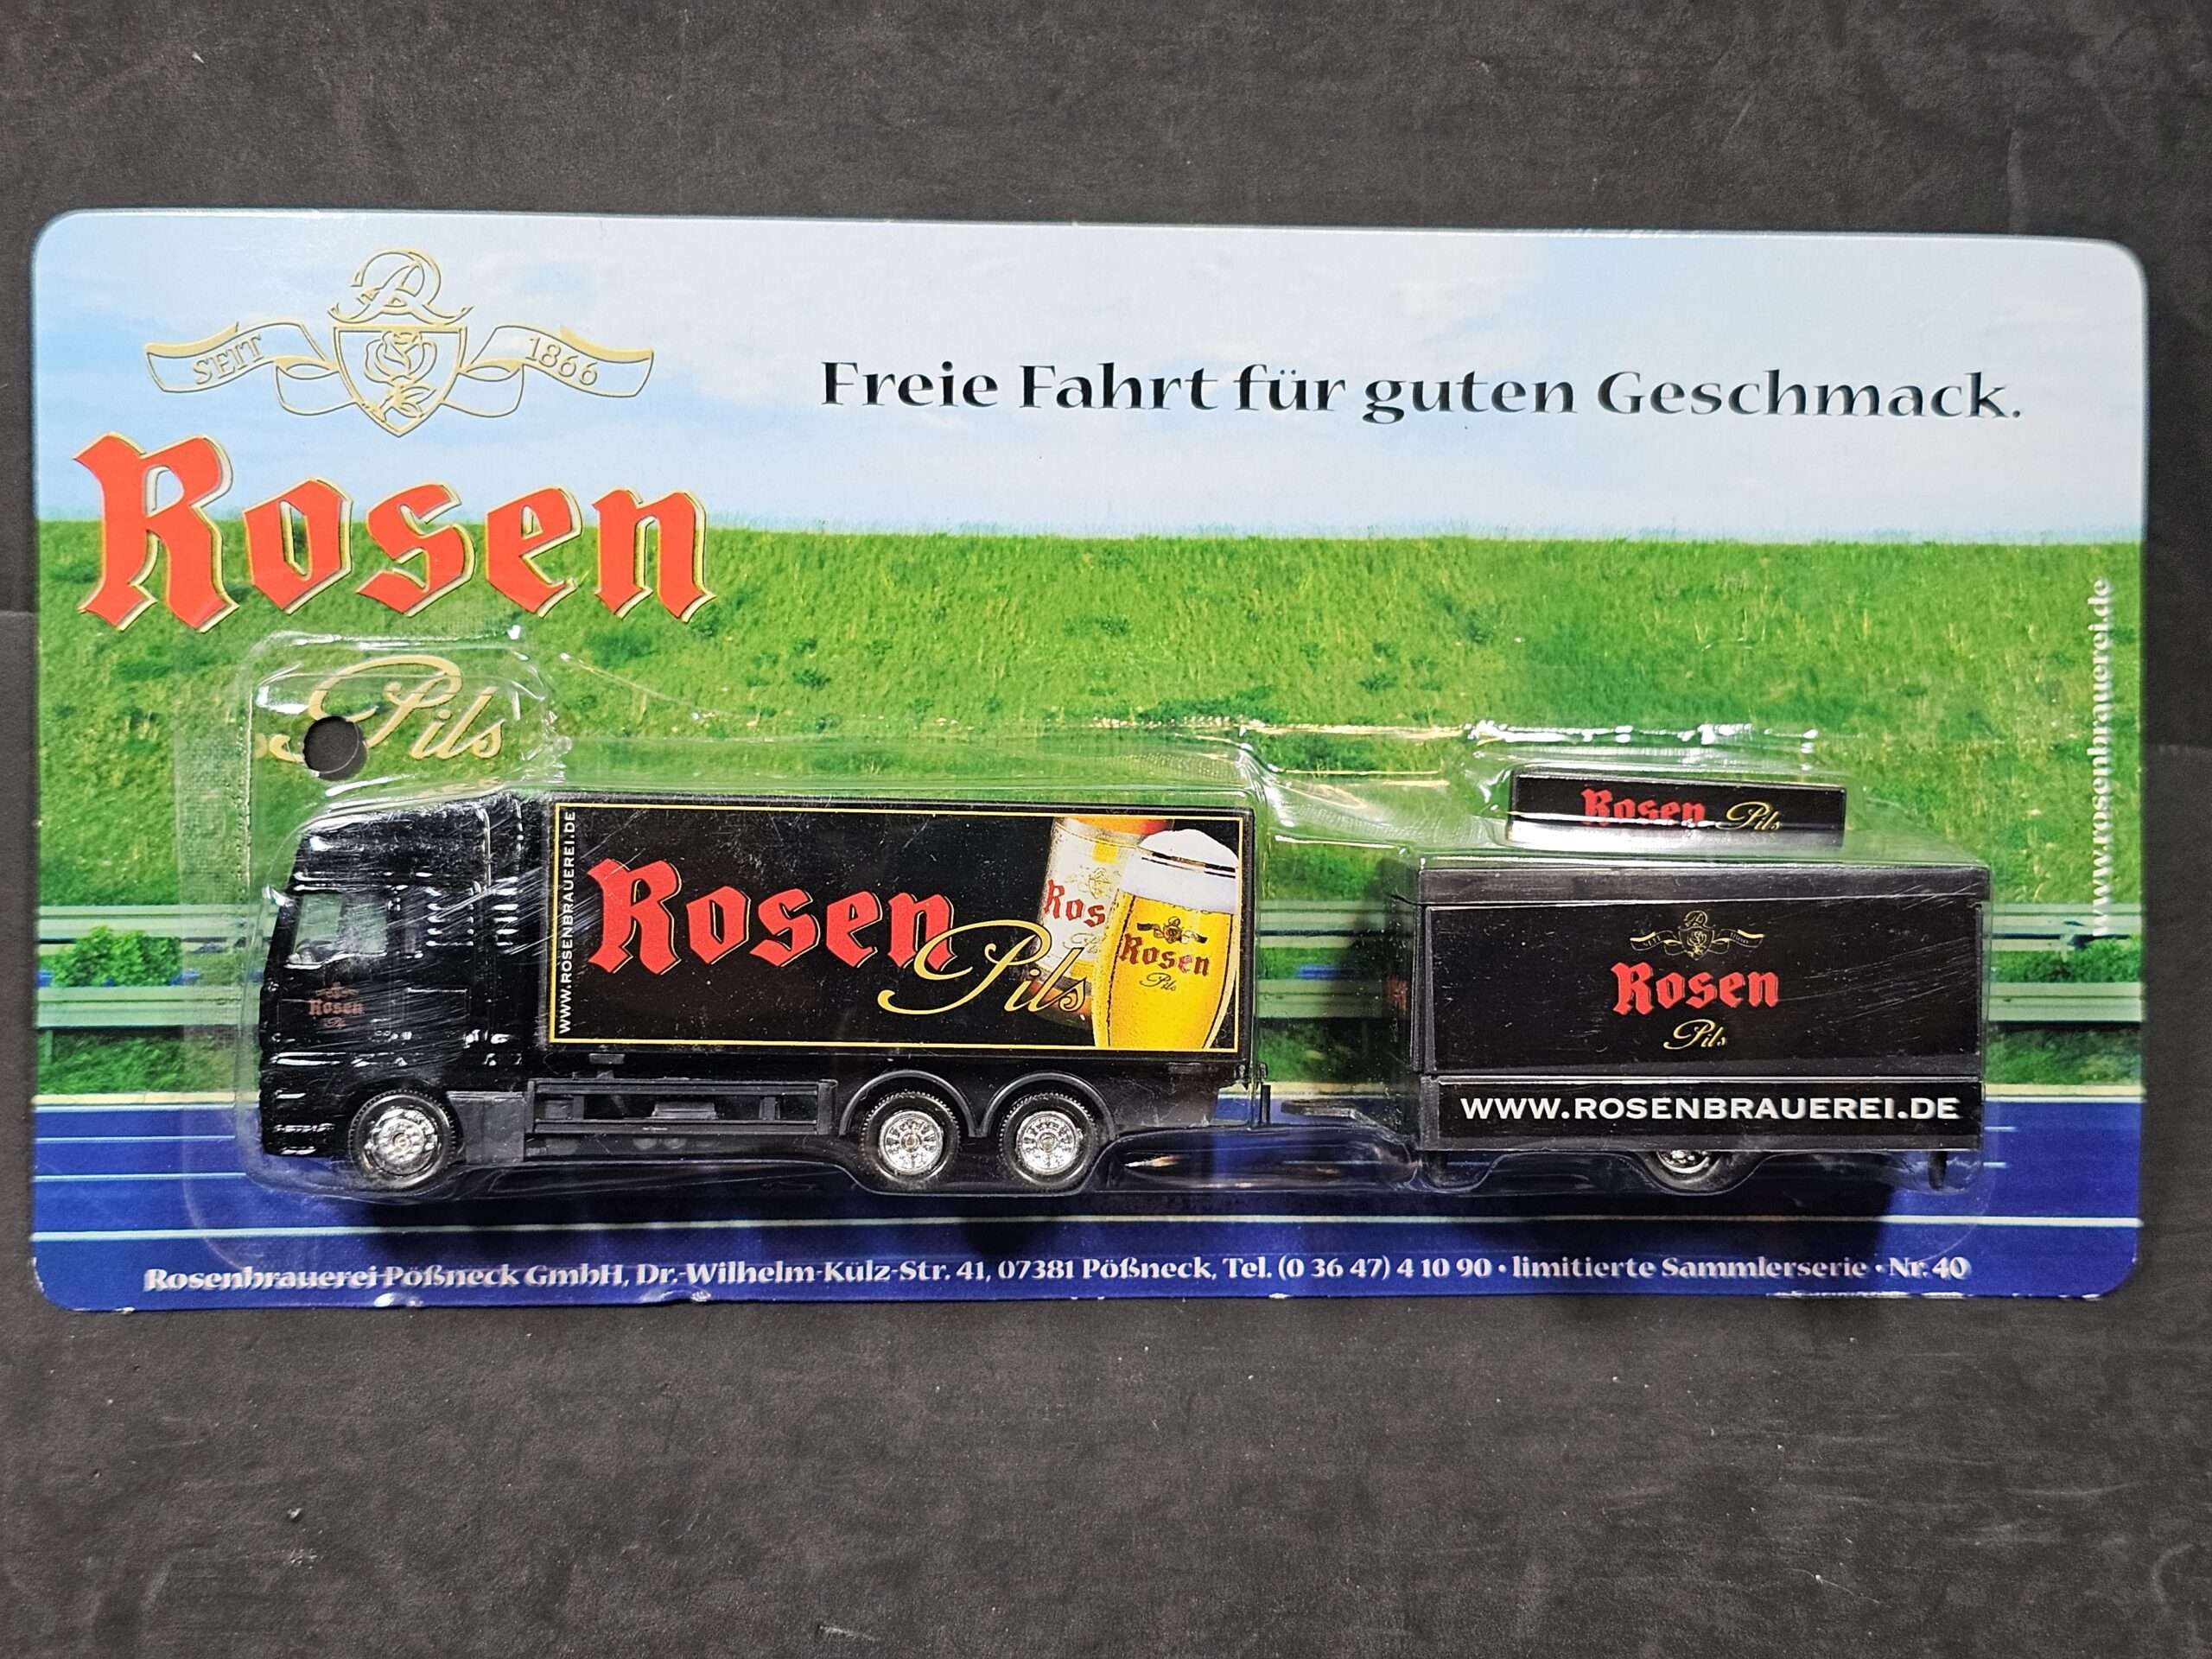 SEIT 1866
Freie Fahrt für guten Geschmack.
Rosen
Pils
www.rosenbrauerei.de
Rosen Pils
WWW.ROSENBRAUEREI.DE
Rosen
Pils
Ros
Rosen
Pils
Rosen
SEIT
Rosen
Pils
WWW.ROSENBRAUEREI.DE
Rosenbrauerei Pößneck GmbH, Dr.-Wilhelm-Külz-Str. 41, 07381 Pößneck, Tel. (0 36 47) 4 10 90 • limitierte Sammlerserie • Nr. 40